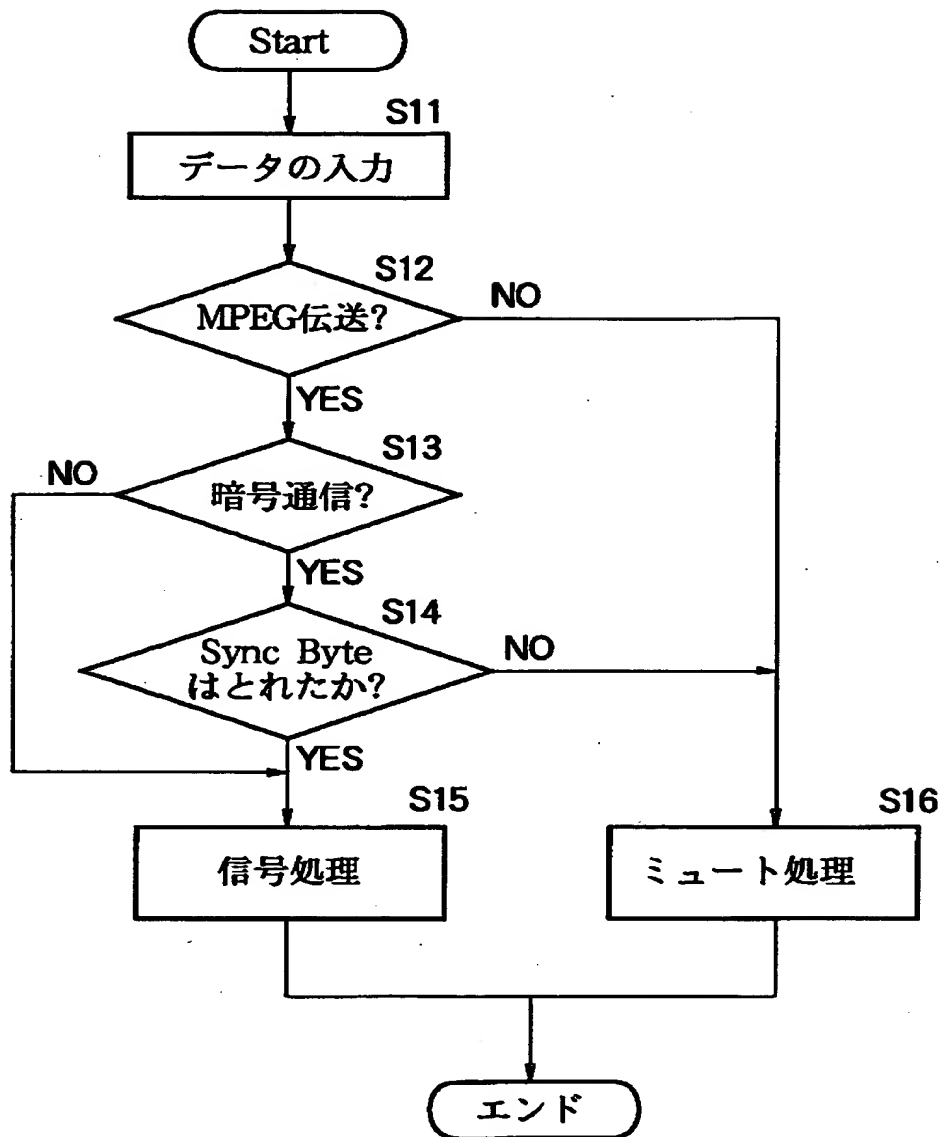 Start
S11
データの入力
S12
MPEG伝送?
NO
YES
S13
NO
暗号通信?
YES
S14
Sync Byte
はとれたか?
NO
YES
S15
信号処理
S16
ミュート処理
エンド